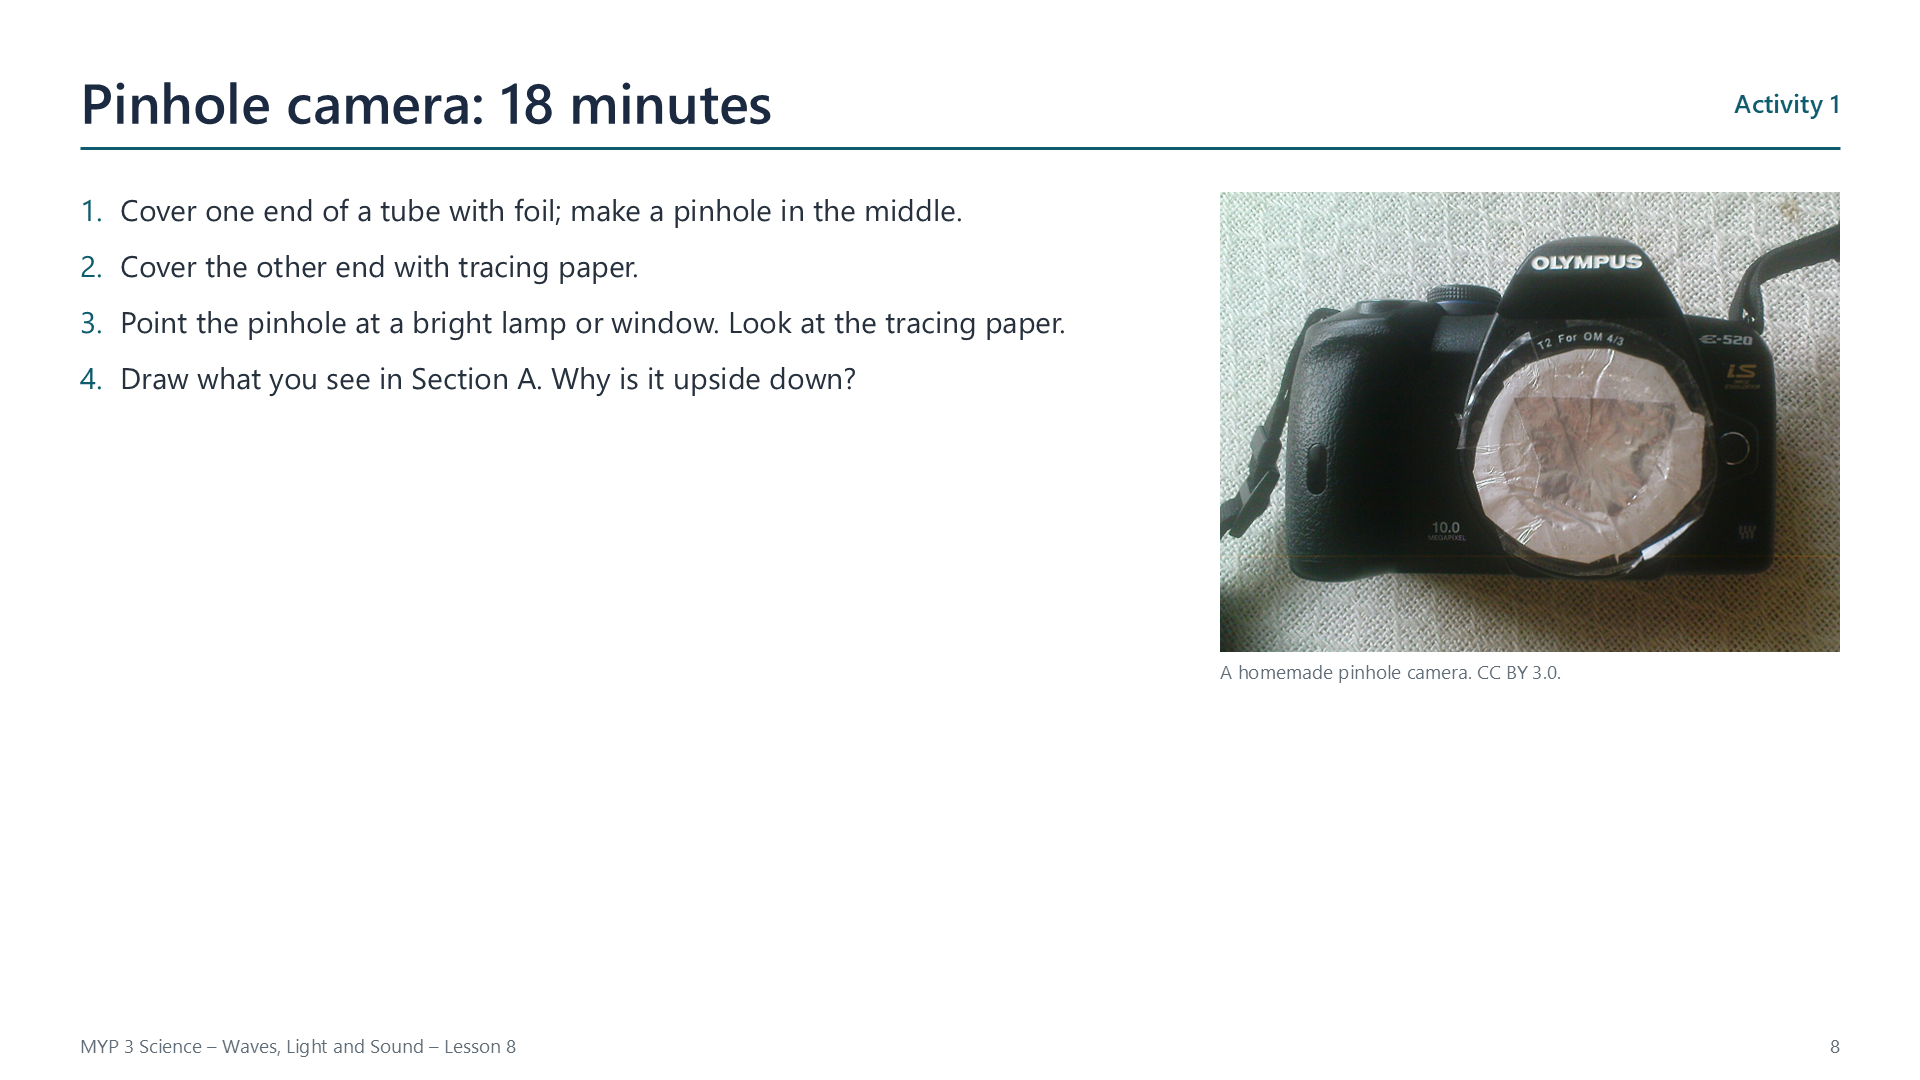 Pinhole camera: 18 minutes
Activity 1
1. Cover one end of a tube with foil; make a pinhole in the middle.
2. Cover the other end with tracing paper.
3. Point the pinhole at a bright lamp or window. Look at the tracing paper.
4. Draw what you see in Section A. Why is it upside down?
OLYMPUS
T2 For OM 4/3
E-520
iS
10.0
MEGAPIXEL
A homemade pinhole camera. CC BY 3.0.
MYP 3 Science – Waves, Light and Sound – Lesson 8
8